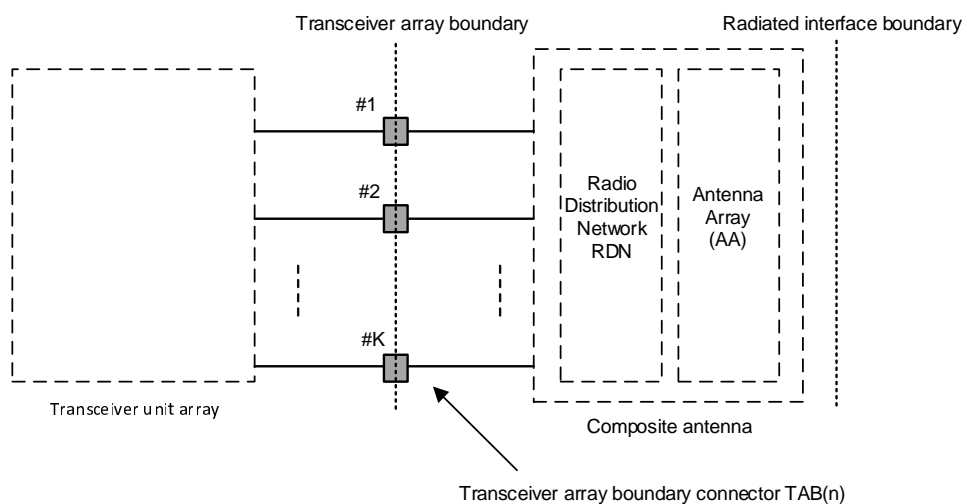 Transceiver array boundary
Radiated interface boundary
#1
#2
#K
Radio
Distribution
Network
RDN
Antenna
Array
(AA)
Transceiver unit array
Composite antenna
Transceiver array boundary connector TAB(n)